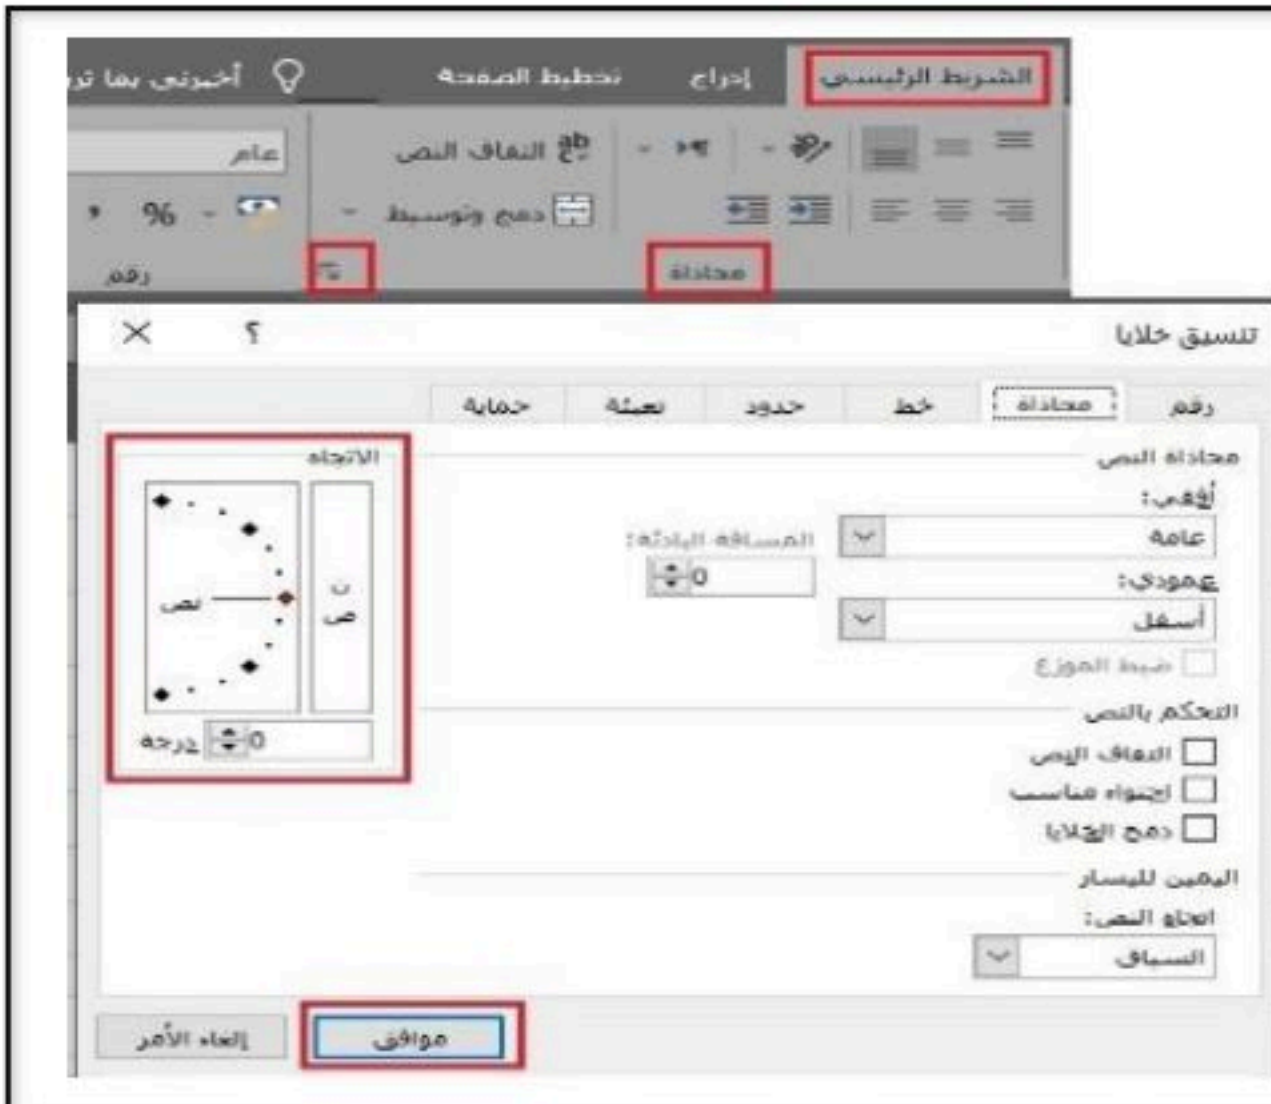 الشريط الرئيسي إدراج تخطيط الصفحة أخبرني بما تر
ab التفاف النص عام
دمج وتوسيط % ,
محاذاة رقم
تنسيق خلايا ؟
رقم محاذاة خط حدود تعبئة حماية
محاذاة النص
أفقي:
عامة
المسافة البادئة:
0
عمودي:
أسفل
ضبط الموزع
التحكم بالنص
التفاف النص
احتواء مناسب
دمج الخلايا
اليمين لليسار
اتجاه النص:
السياق
الاتجاه
ن
ص
نص
0 درجة
موافق إلغاء الأمر